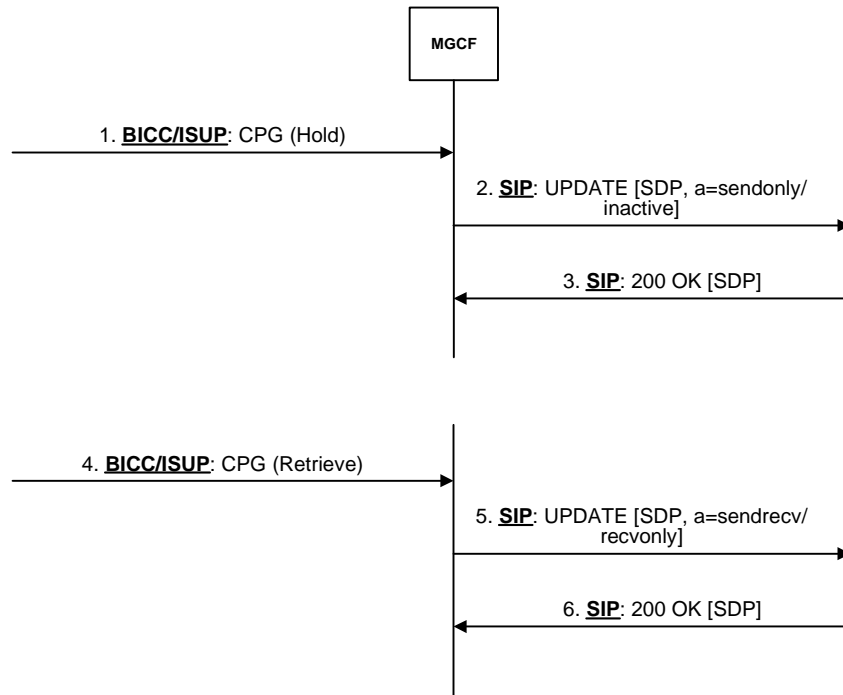 MGCF
1. BICC/ISUP: CPG (Hold)
2. SIP: UPDATE [SDP, a=sendonly/
inactive]
3. SIP: 200 OK [SDP]
4. BICC/ISUP: CPG (Retrieve)
5. SIP: UPDATE [SDP, a=sendrecv/
recvonly]
6. SIP: 200 OK [SDP]